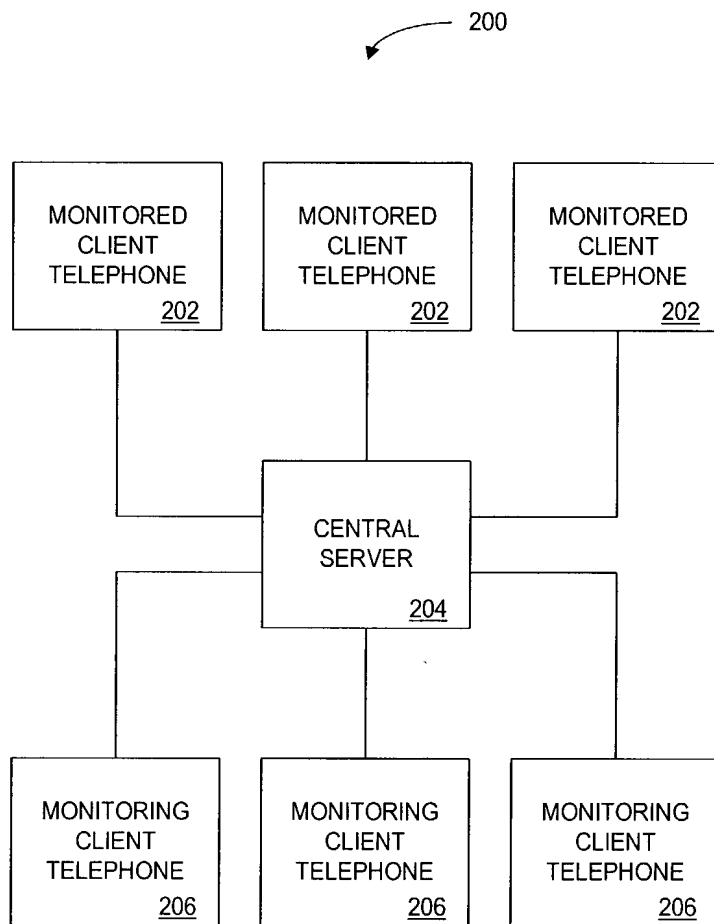 200
MONITORED
CLIENT
TELEPHONE
202
MONITORED
CLIENT
TELEPHONE
202
MONITORED
CLIENT
TELEPHONE
202
CENTRAL
SERVER
204
MONITORING
CLIENT
TELEPHONE
206
MONITORING
CLIENT
TELEPHONE
206
MONITORING
CLIENT
TELEPHONE
206